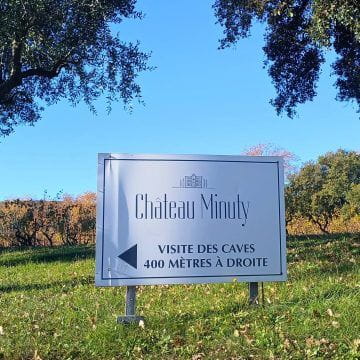 Château Minuty
VISITE DES CAVES
400 MÈTRES À DROITE